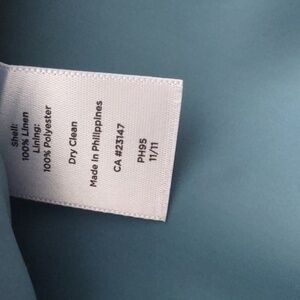 Shell:
100% Linen
Lining:
100% Polyester
Dry Clean
Made in Philippines
CA #23147
PH95
11/11